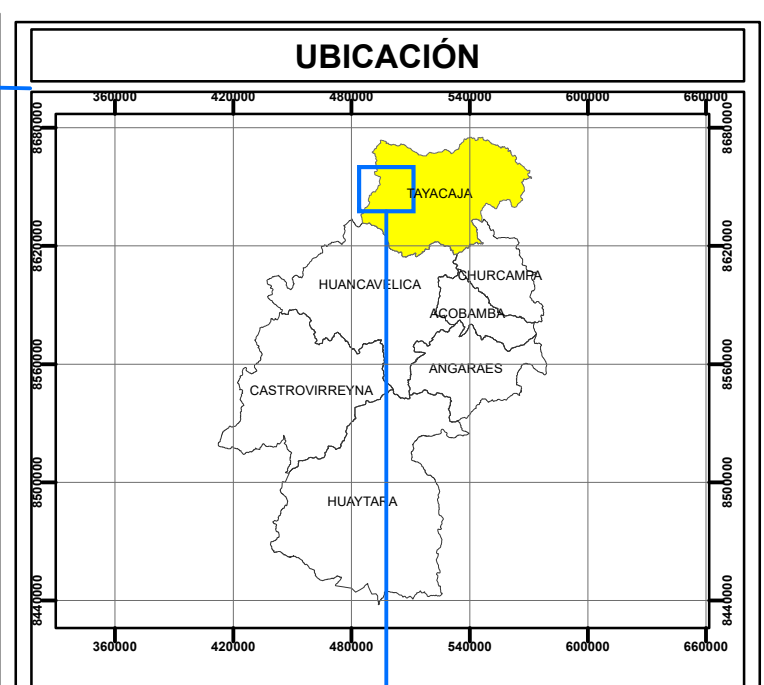 UBICACIÓN
360000 420000 480000 540000 600000 660000
8680000 8680000
TAYACAJA
8620000 8620000
CHURCAMPA
HUANCAVELICA
ACOBAMBA
8560000 8560000
ANGARAES
CASTROVIRREYNA
8500000 8500000
HUAYTARA
8440000 8440000
360000 420000 480000 540000 600000 660000